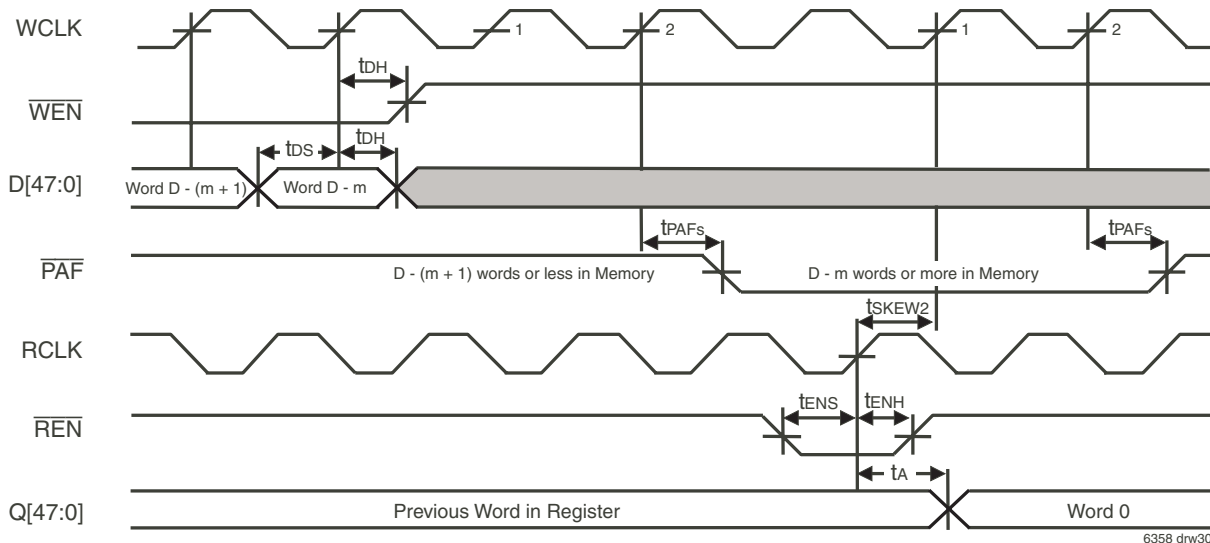 WCLK 1 2 1 2
tDH
WEN
tDS tDH
D[47:0] Word D - (m + 1) Word D - m
tPAFs tPAFs
PAF D - (m + 1) words or less in Memory D - m words or more in Memory
tSKEW2
RCLK
tENS tENH
REN
tA
Q[47:0] Previous Word in Register Word 0
6358 drw30